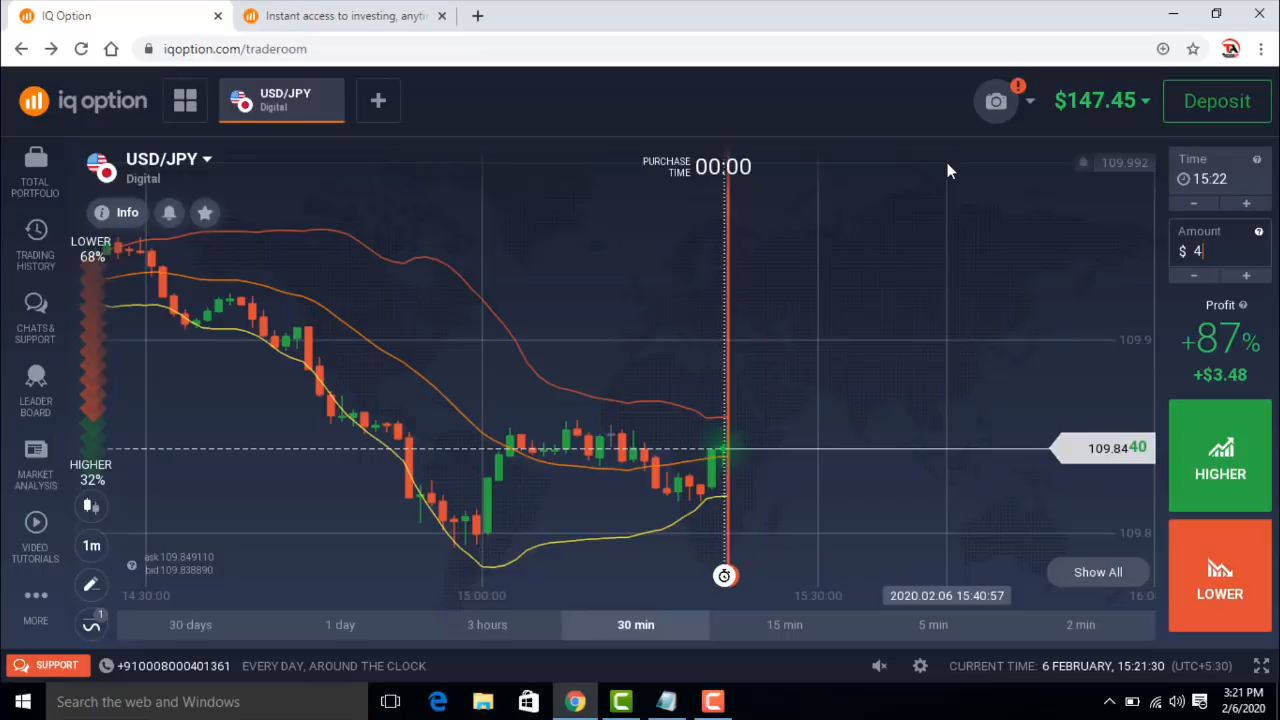 IQ Option
Instant access to investing, anytin
iqoption.com/traderoom
iq option
USD/JPY
Digital
$147.45
Deposit
TOTAL
PORTFOLIO
TRADING
HISTORY
CHATS &
SUPPORT
LEADER
BOARD
MARKET
ANALYSIS
VIDEO
TUTORIALS
MORE
USD/JPY
Digital
Info
LOWER
68%
HIGHER
32%
1m
1
PURCHASE
TIME
00:00
109.992
109.9
109.8440
109.8
ask 109.849110
bid 109.838890
Show All
14:30:00
15:00:00
15:30:00
2020.02.06 15:40:57
16:0
30 days
1 day
3 hours
30 min
15 min
5 min
2 min
Time
15:22
Amount
$ 4
Profit
+87%
+$3.48
HIGHER
LOWER
SUPPORT
+910008000401361
EVERY DAY, AROUND THE CLOCK
CURRENT TIME: 6 FEBRUARY, 15:21:30 (UTC+5:30)
Search the web and Windows
3:21 PM
2/6/2020